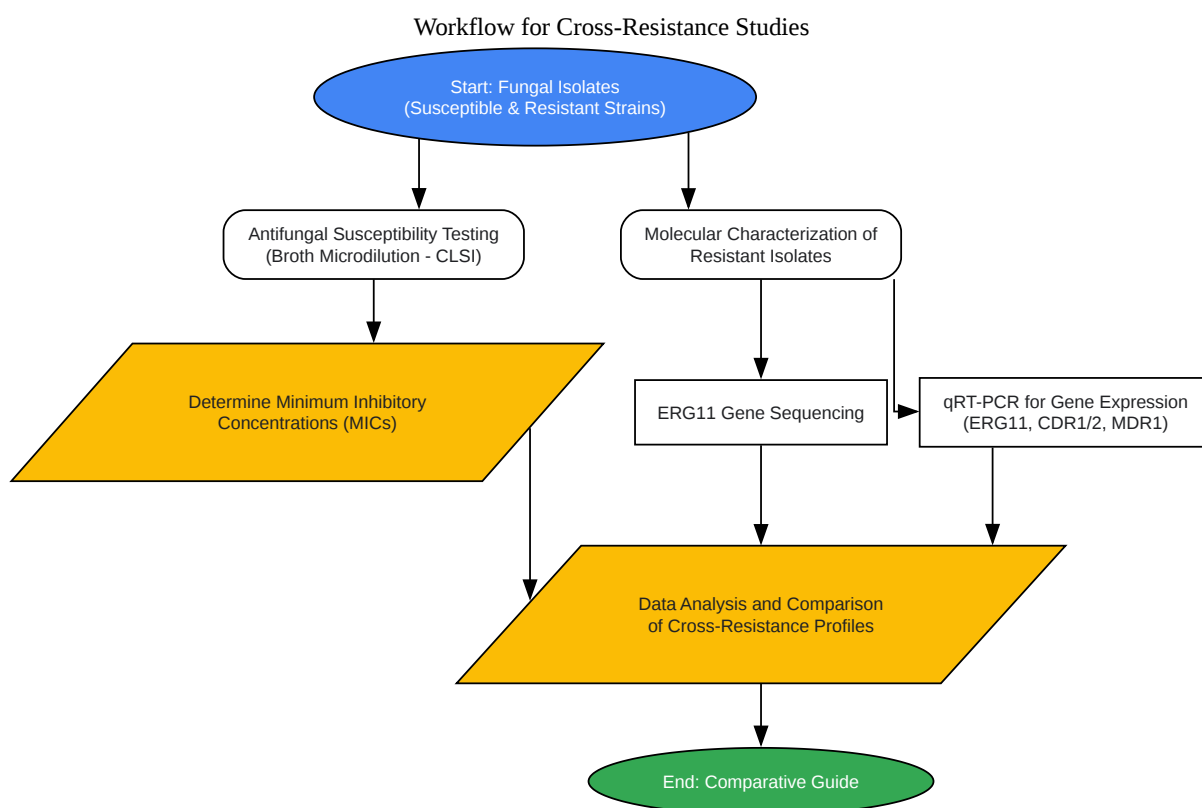 Workflow for Cross-Resistance Studies
Start: Fungal Isolates
(Susceptible & Resistant Strains)
Antifungal Susceptibility Testing
(Broth Microdilution - CLSI)
Molecular Characterization of
Resistant Isolates
Determine Minimum Inhibitory
Concentrations (MICs)
ERG11 Gene Sequencing
qRT-PCR for Gene Expression
(ERG11, CDR1/2, MDR1)
Data Analysis and Comparison
of Cross-Resistance Profiles
End: Comparative Guide